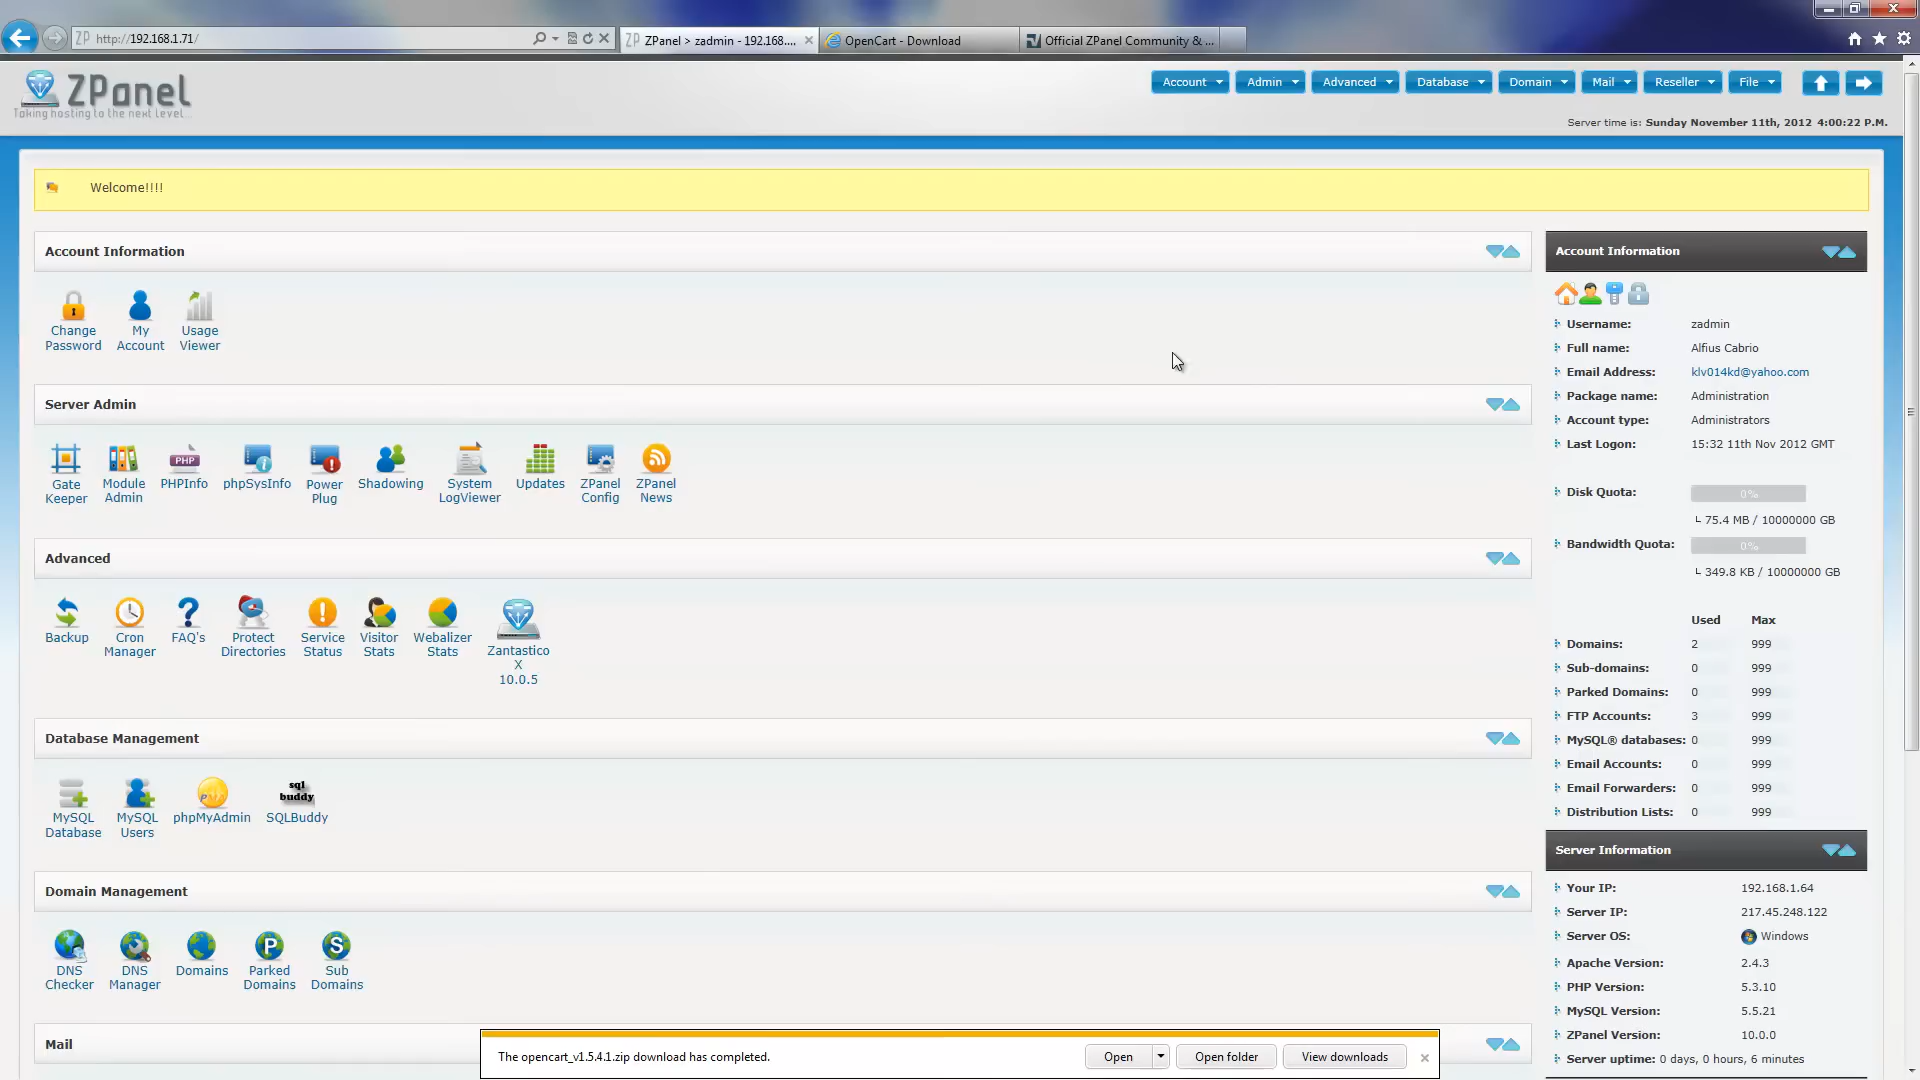 http://192.168.1.71/
ZPanel > zadmin - 192.168....
OpenCart - Download
Official ZPanel Community & ...
ZPanel
Taking hosting to the next level...
Account
Admin
Advanced
Database
Domain
Mail
Reseller
File
Server time is: Sunday November 11th, 2012 4:00:22 P.M.
Welcome!!!!
Account Information
Change Password
My Account
Usage Viewer
Server Admin
Gate Keeper
Module Admin
PHP
PHPInfo
phpSysInfo
Power Plug
Shadowing
System LogViewer
Updates
ZPanel Config
ZPanel News
Advanced
Backup
Cron Manager
FAQ's
Protect Directories
Service Status
Visitor Stats
Webalizer Stats
Zantastico X 10.0.5
Database Management
MySQL Database
MySQL Users
phpMyAdmin
sql buddy
SQLBuddy
Domain Management
DNS Checker
DNS Manager
Domains
P
Parked Domains
S
Sub Domains
Mail
Account Information
Username: zadmin
Full name: Alfius Cabrio
Email Address: klv014kd@yahoo.com
Package name: Administration
Account type: Administrators
Last Logon: 15:32 11th Nov 2012 GMT
Disk Quota: 0%
75.4 MB / 10000000 GB
Bandwidth Quota: 0%
349.8 KB / 10000000 GB
Used Max
Domains: 2 999
Sub-domains: 0 999
Parked Domains: 0 999
FTP Accounts: 3 999
MySQL® databases: 0 999
Email Accounts: 0 999
Email Forwarders: 0 999
Distribution Lists: 0 999
Server Information
Your IP: 192.168.1.64
Server IP: 217.45.248.122
Server OS: Windows
Apache Version: 2.4.3
PHP Version: 5.3.10
MySQL Version: 5.5.21
ZPanel Version: 10.0.0
Server uptime: 0 days, 0 hours, 6 minutes
The opencart_v1.5.4.1.zip download has completed.
Open
Open folder
View downloads